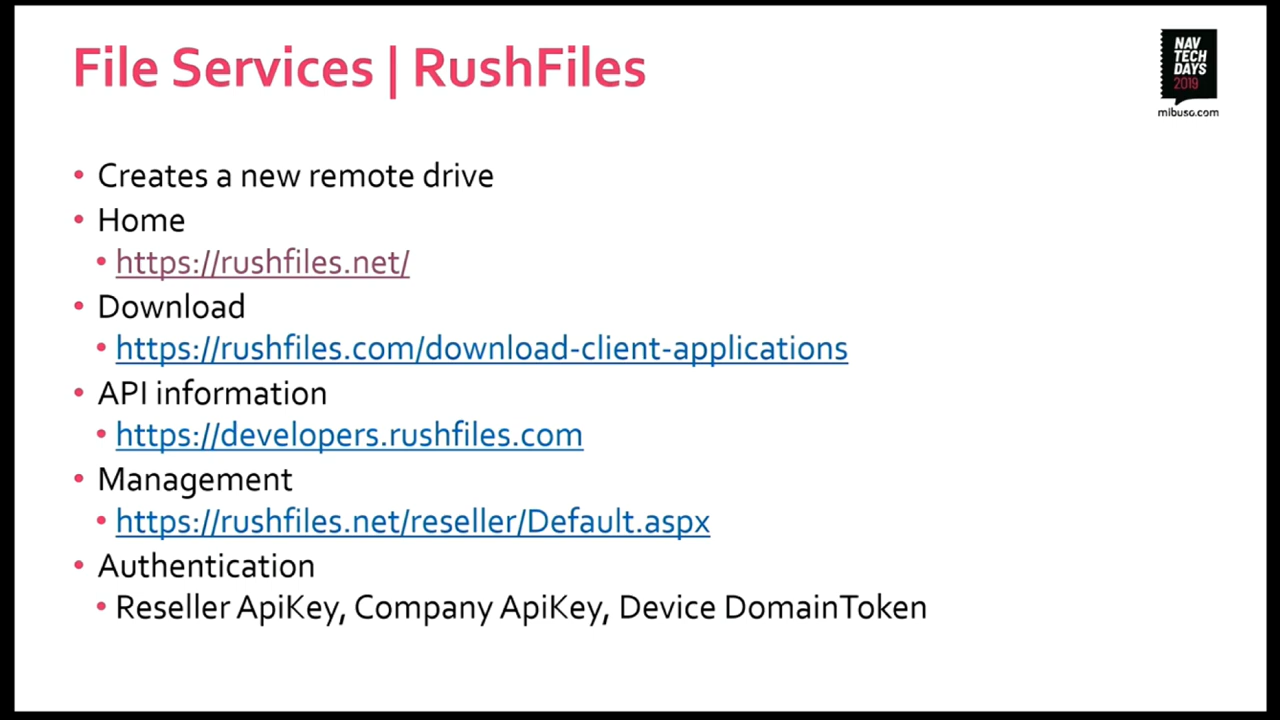 File Services | RushFiles
NAV
TECH
DAYS
2019
mibuso.com
• Creates a new remote drive
• Home
• https://rushfiles.net/
• Download
• https://rushfiles.com/download-client-applications
• API information
• https://developers.rushfiles.com
• Management
• https://rushfiles.net/reseller/Default.aspx
• Authentication
• Reseller ApiKey, Company ApiKey, Device DomainToken